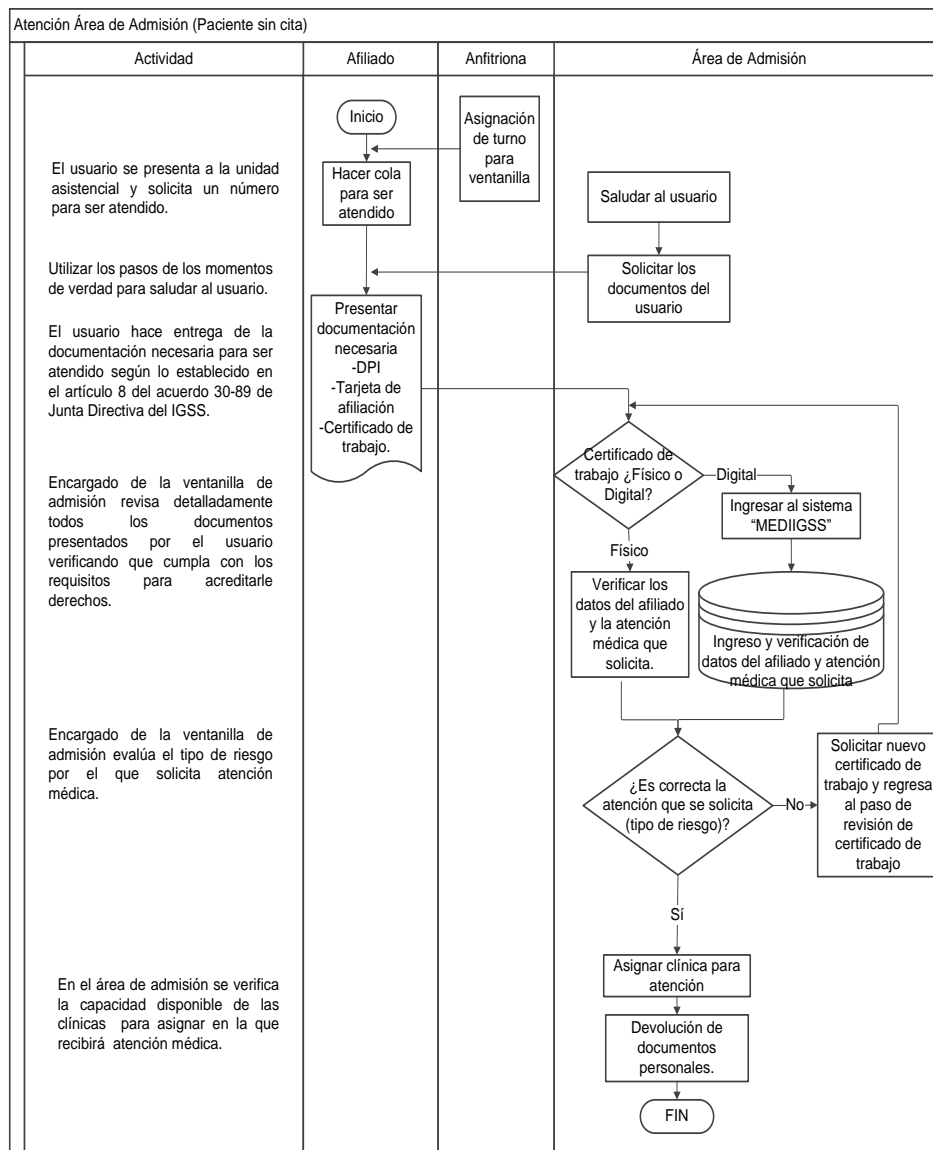 Atención Área de Admisión (Paciente sin cita)
Actividad
Afiliado
Anfitriona
Área de Admisión
El usuario se presenta a la unidad
asistencial y solicita un número
para ser atendido.
Utilizar los pasos de los momentos
de verdad para saludar al usuario.
El usuario hace entrega de la
documentación necesaria para ser
atendido según lo establecido en
el artículo 8 del acuerdo 30-89 de
Junta Directiva del IGSS.
Encargado de la ventanilla de
admisión revisa detalladamente
todos los documentos
presentados por el usuario
verificando que cumpla con los
requisitos para acreditarle
derechos.
Encargado de la ventanilla de
admisión evalúa el tipo de riesgo
por el que solicita atención
médica.
En el área de admisión se verifica
la capacidad disponible de las
clínicas para asignar en la que
recibirá atención médica.
Inicio
Hacer cola
para ser
atendido
Presentar
documentación
necesaria
-DPI
-Tarjeta de
afiliación
-Certificado de
trabajo.
Asignación
de turno
para
ventanilla
Saludar al usuario
Solicitar los
documentos del
usuario
Certificado de
trabajo ¿Físico o
Digital?
Digital
Ingresar al sistema
“MEDIIGSS”
Físico
Verificar los
datos del afiliado
y la atención
médica que
solicita.
Ingreso y verificación de
datos del afiliado y atención
médica que solicita
¿Es correcta la
atención que se solicita
(tipo de riesgo)?
No
Solicitar nuevo
certificado de
trabajo y regresa
al paso de
revisión de
certificado de
trabajo
Sí
Asignar clínica para
atención
Devolución de
documentos
personales.
FIN